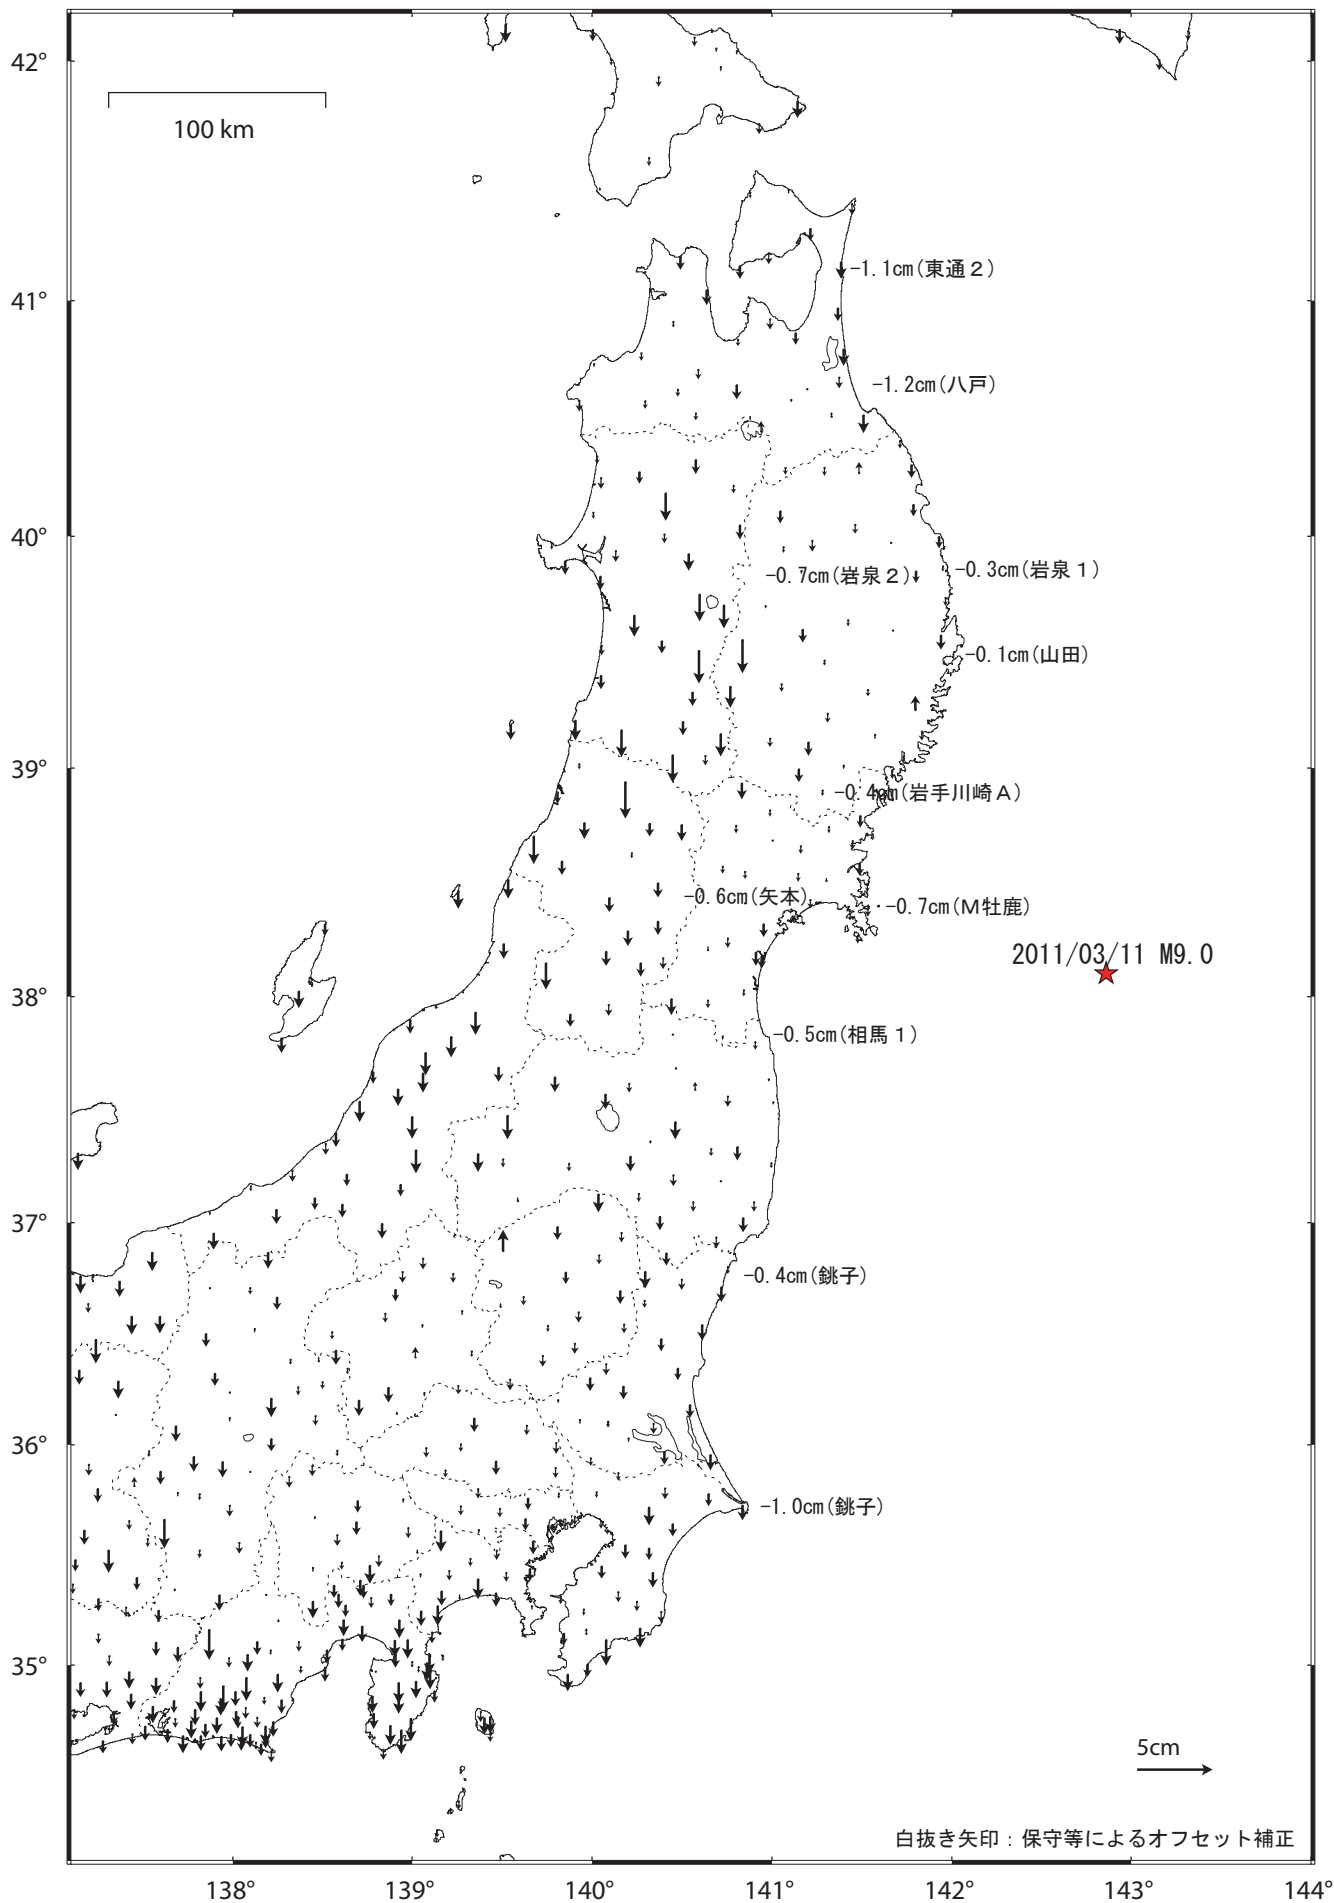 42°
100 km
-1.1cm(東通２)
41°
-1.2cm(八戸)
40°
-0.7cm(岩泉２)
-0.3cm(岩泉１)
-0.1cm(山田)
39°
-0.4cm(岩手川崎Ａ)
-0.6cm(矢本)
-0.7cm(Ｍ牡鹿)
2011/03/11 M9.0
38°
-0.5cm(相馬１)
37°
-0.4cm(銚子)
36°
-1.0cm(銚子)
35°
5cm
白抜き矢印：保守等によるオフセット補正
138° 139° 140° 141° 142° 143° 144°